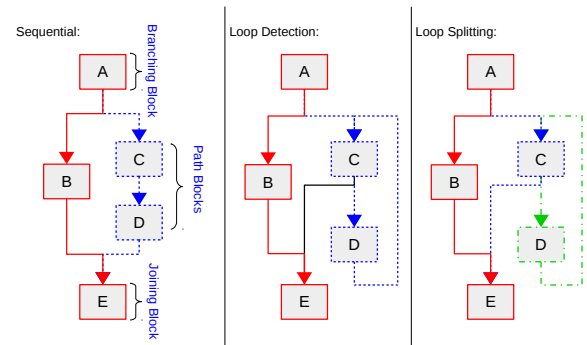 Sequential:
A
Branching Block
B
C
D
Path Blocks
E
Joining Block
Loop Detection:
A
B
C
D
E
Loop Splitting:
A
B
C
D
E